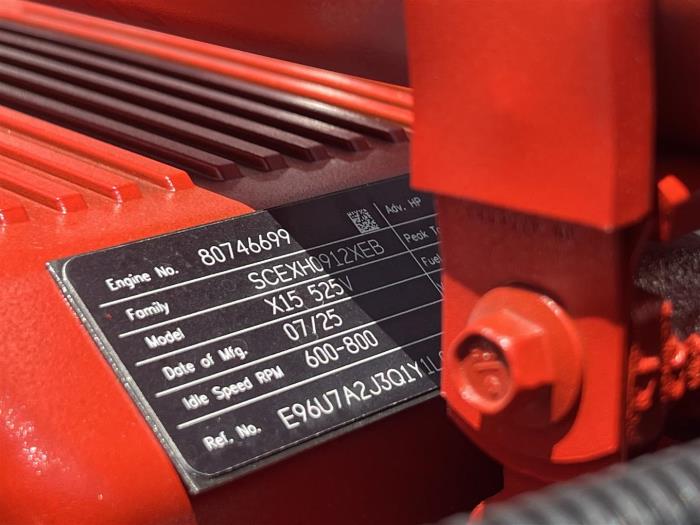 Engine No. 80746699
Family SCEXH0912XEB
Model X15 525V
Date of Mfg. 07/25
Idle Speed RPM 600-800
Ref. No. E96U7A2J3Q1Y1L
Adv. HP
Peak
Fuel